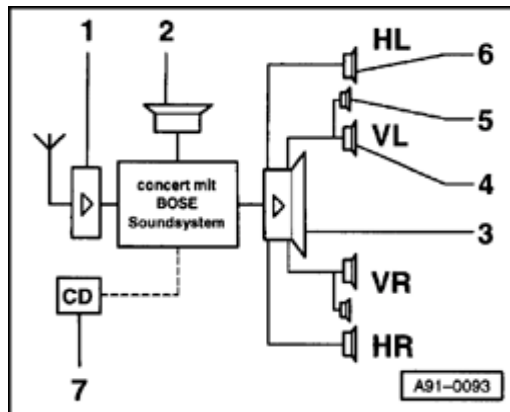 1
2
HL
6
5
VL
4
concert mit
BOSE
Soundsystem
3
CD
VR
HR
7
A91-0093